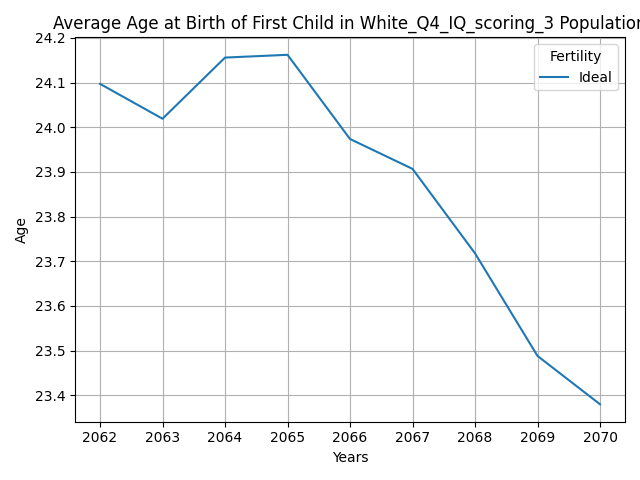 Average Age at Birth of First Child in White_Q4_IQ_scoring_3 Population
24.2
24.1
24.0
23.9
23.8
23.7
23.6
23.5
23.4
Age
Fertility
Ideal
2062 2063 2064 2065 2066 2067 2068 2069 2070
Years